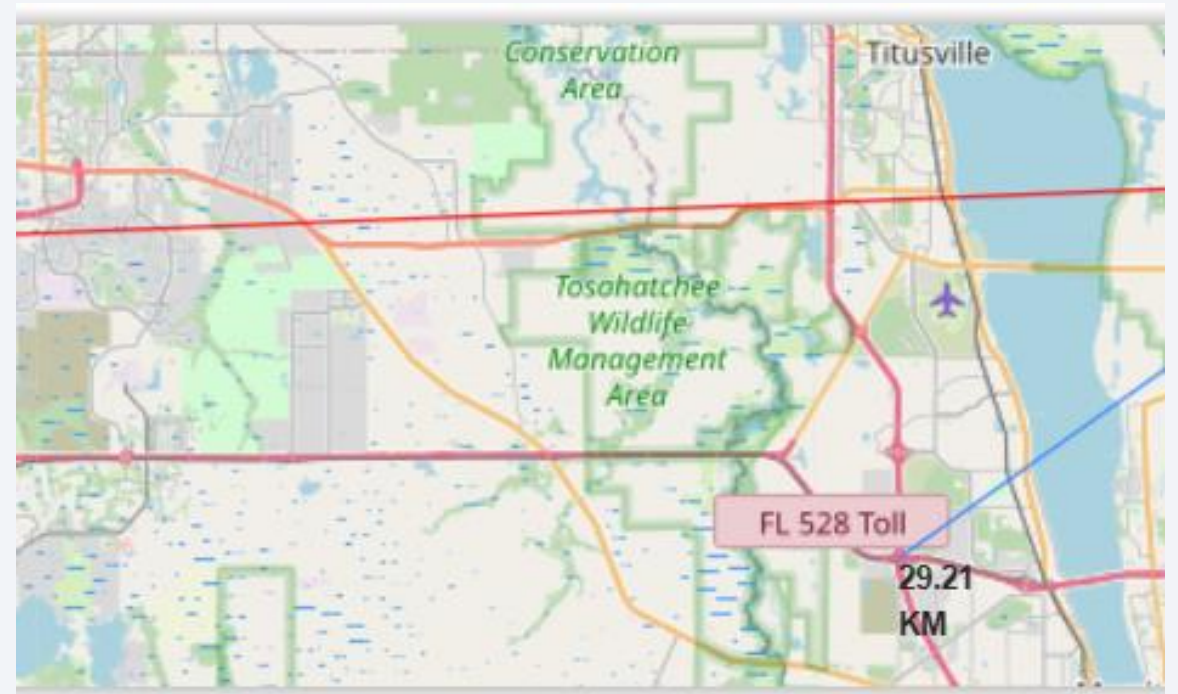 Conservation
Area
Titusville
Tosohatchee
Wildlife
Management
Area
FL 528 Toll
29.21
KM